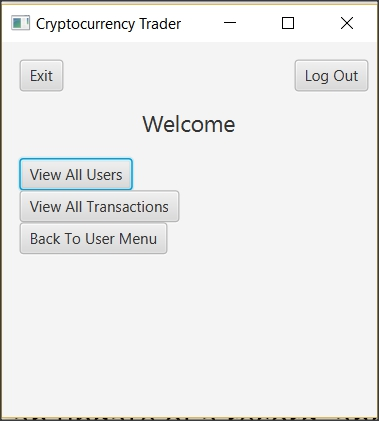 Cryptocurrency Trader
Exit
Log Out
Welcome
View All Users
View All Transactions
Back To User Menu